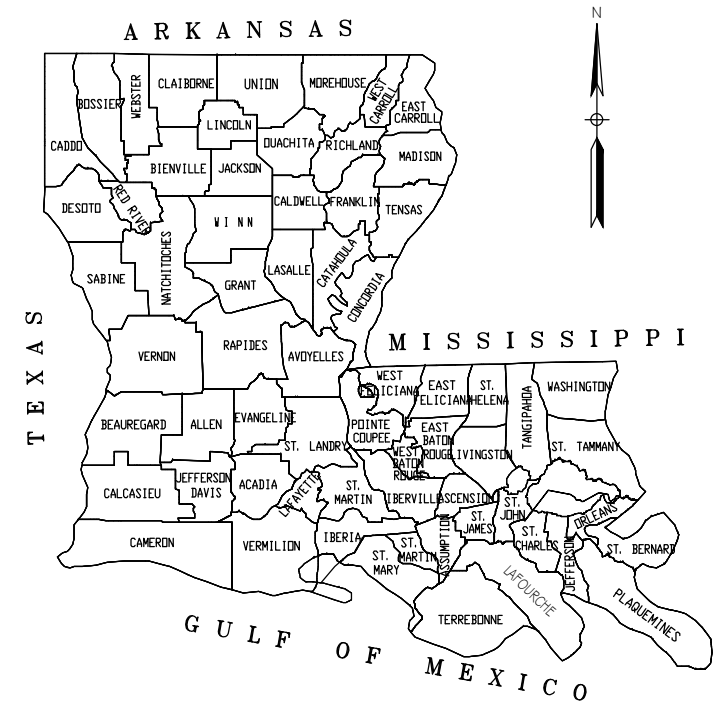 ARKANSAS
N
CLAIBORNE
UNION
MOREHOUSE
WEST
CARROLL
WEBSTER
BOSSIER
EAST
CARROLL
LINCOLN
CADDO
OUACHITA
RICHLAND
MADISON
BIENVILLE
JACKSON
RED RIVER
DESOTO
CALDWELL
FRANKLIN
TENSAS
WINN
NATCHITOCHES
SABINE
GRANT
LASALLE
CATAHOULA
CONCORDIA
TEXAS
MISSISSIPPI
VERNON
RAPIDES
AVOYELLES
WEST
FELICIANA
EAST
FELICIANA
ST.
HELENA
TANGIPAHOA
WASHINGTON
BEAUREGARD
ALLEN
EVANGELINE
POINTE
COUPEE
EAST
BATON
ROUGE
LIVINGSTON
ST. TAMMANY
ST. LANDRY
WEST
BATON
ROUGE
CALCASIEU
JEFFERSON
DAVIS
ACADIA
LAFAYETTE
ST.
MARTIN
IBERVILLE
ASCENSION
ST.
JOHN
ST.
JAMES
ORLEANS
CAMERON
VERMILION
IBERIA
ST.
MARTIN
ASSUMPTION
ST.
CHARLES
JEFFERSON
ST. BERNARD
ST.
MARY
LAFOURCHE
PLAQUEMINES
TERREBONNE
GULF OF MEXICO